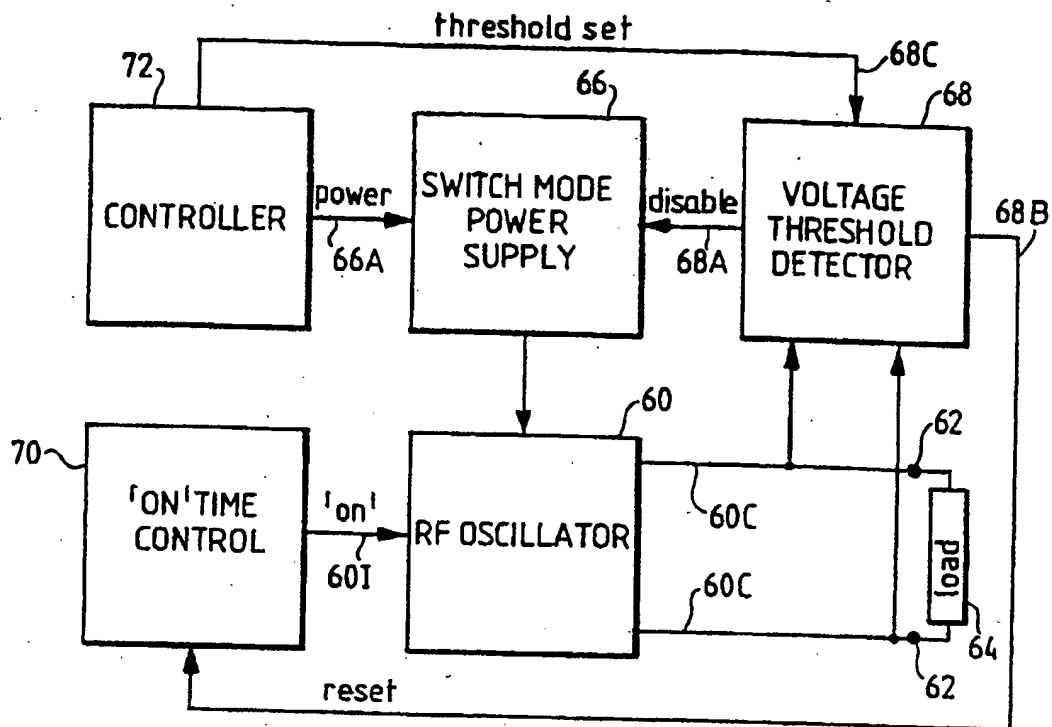 threshold set
72
66
68C
68
CONTROLLER
power
66A
SWITCH MODE
POWER
SUPPLY
disable
68A
VOLTAGE
THRESHOLD
DETECTOR
68B
70
'ON' TIME
CONTROL
'on'
60I
60
RF OSCILLATOR
60C
60C
62
load
64
62
reset